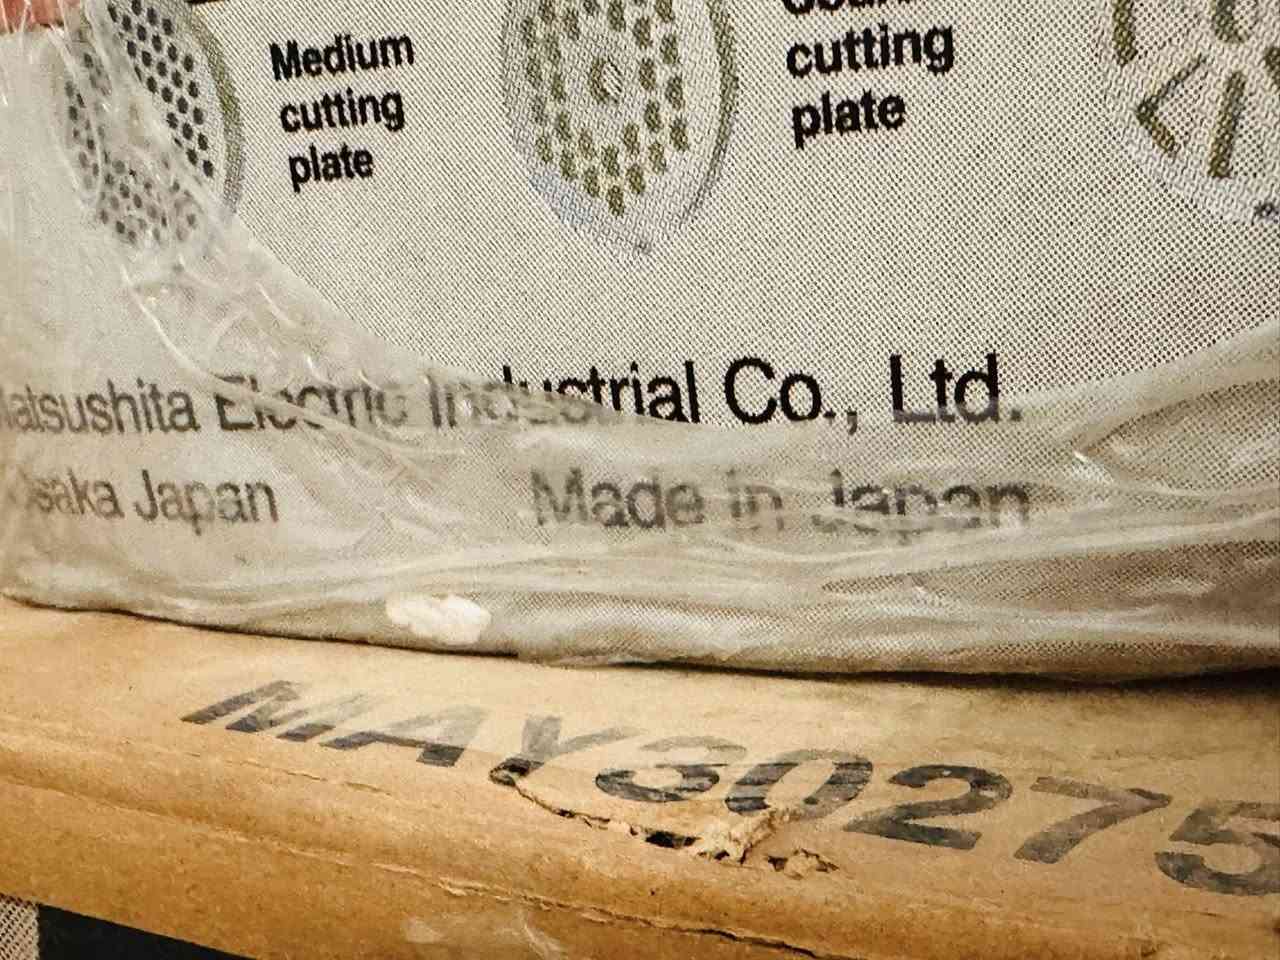 Medium
cutting
plate
cutting
plate
Matsushita Electric Industrial Co., Ltd.
Osaka Japan
Made in Japan
MAY30275